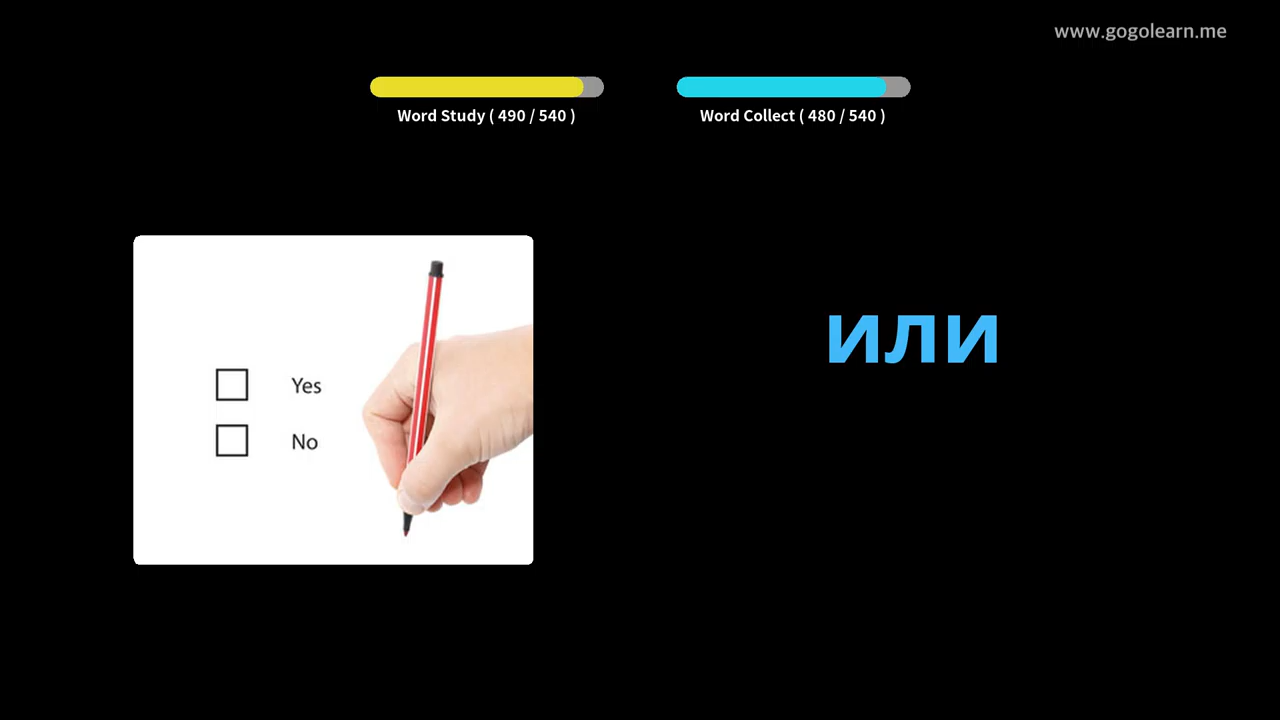 www.gogolearn.me
Word Study ( 490 / 540 )
Word Collect ( 480 / 540 )
или
Yes
No